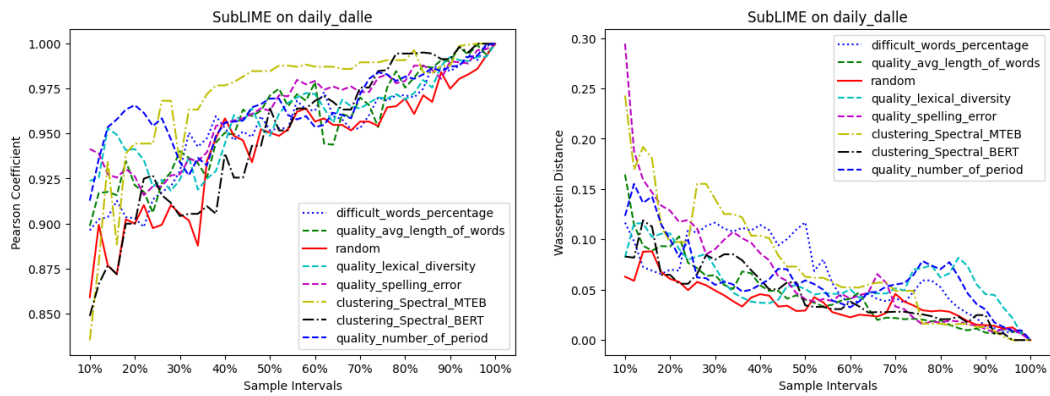 SubLIME on daily_dalle
1.000
0.975
0.950
0.925
0.900
0.875
0.850
Pearson Coefficient
10%
20%
30%
40%
50%
60%
70%
80%
90%
100%
Sample Intervals
difficult_words_percentage
quality_avg_length_of_words
random
quality_lexical_diversity
quality_spelling_error
clustering_Spectral_MTEB
clustering_Spectral_BERT
quality_number_of_period
SubLIME on daily_dalle
0.30
0.25
0.20
0.15
0.10
0.05
0.00
Wasserstein Distance
10%
20%
30%
40%
50%
60%
70%
80%
90%
100%
Sample Intervals
difficult_words_percentage
quality_avg_length_of_words
random
quality_lexical_diversity
quality_spelling_error
clustering_Spectral_MTEB
clustering_Spectral_BERT
quality_number_of_period